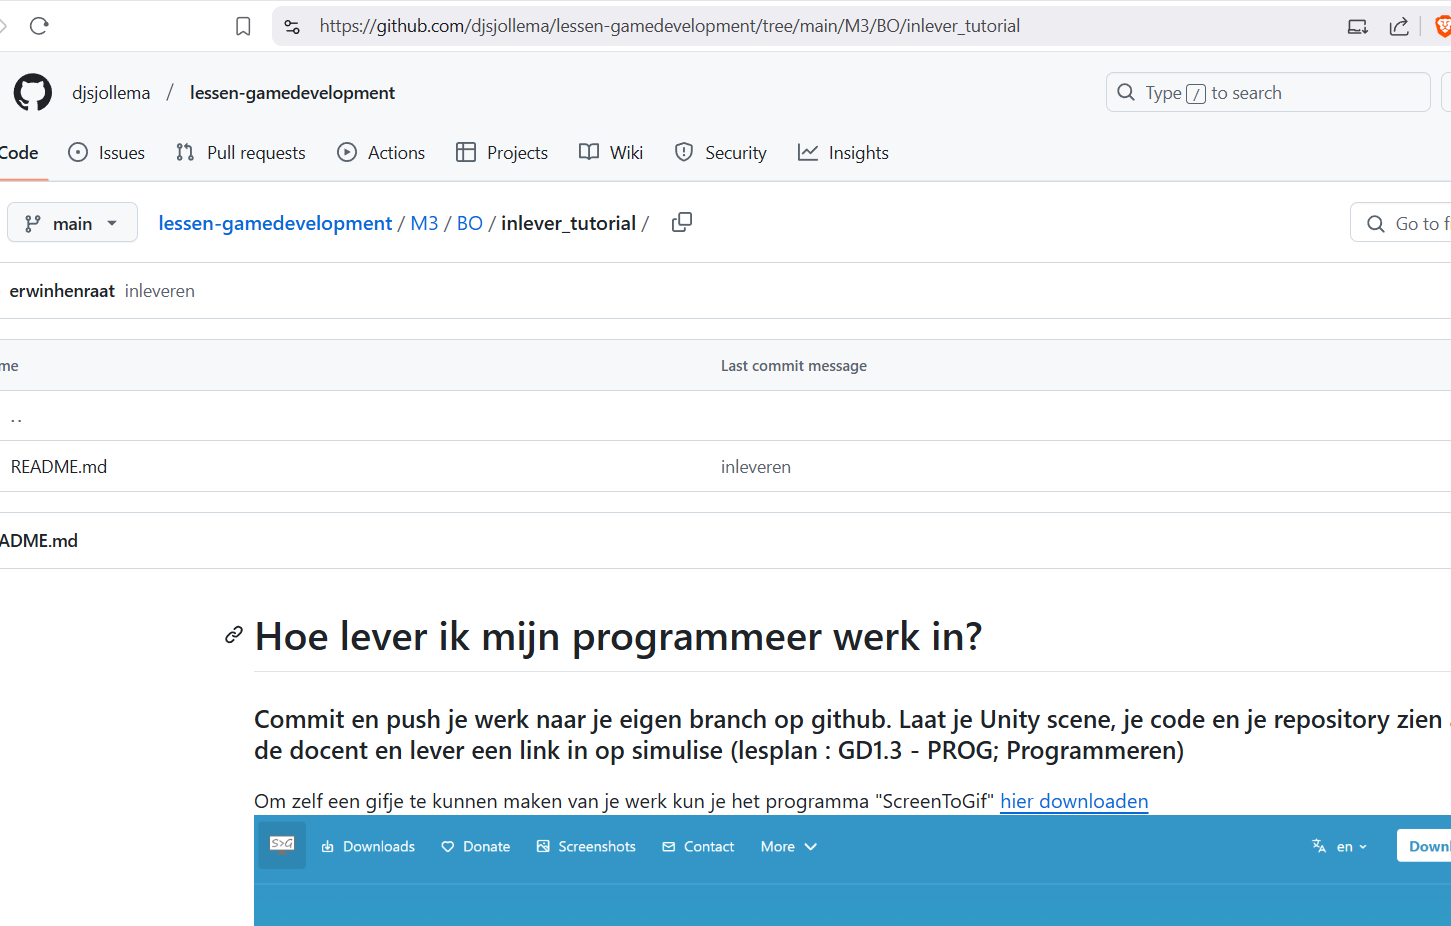 https://github.com/djsjollema/lessen-gamedevelopment/tree/main/M3/BO/inlever_tutorial
djsjollema / lessen-gamedevelopment
Type / to search
Code Issues Pull requests Actions Projects Wiki Security Insights
main lessen-gamedevelopment / M3 / BO / inlever_tutorial /
Go to f
erwinhenraat inleveren
me Last commit message
..
README.md inleveren
ADME.md
Hoe lever ik mijn programmeer werk in?
Commit en push je werk naar je eigen branch op github. Laat je Unity scene, je code en je repository zien
de docent en lever een link in op simulise (lesplan : GD1.3 - PROG; Programmeren)
Om zelf een gifje te kunnen maken van je werk kun je het programma "ScreenToGif" hier downloaden
S>G Downloads Donate Screenshots Contact More en Downl